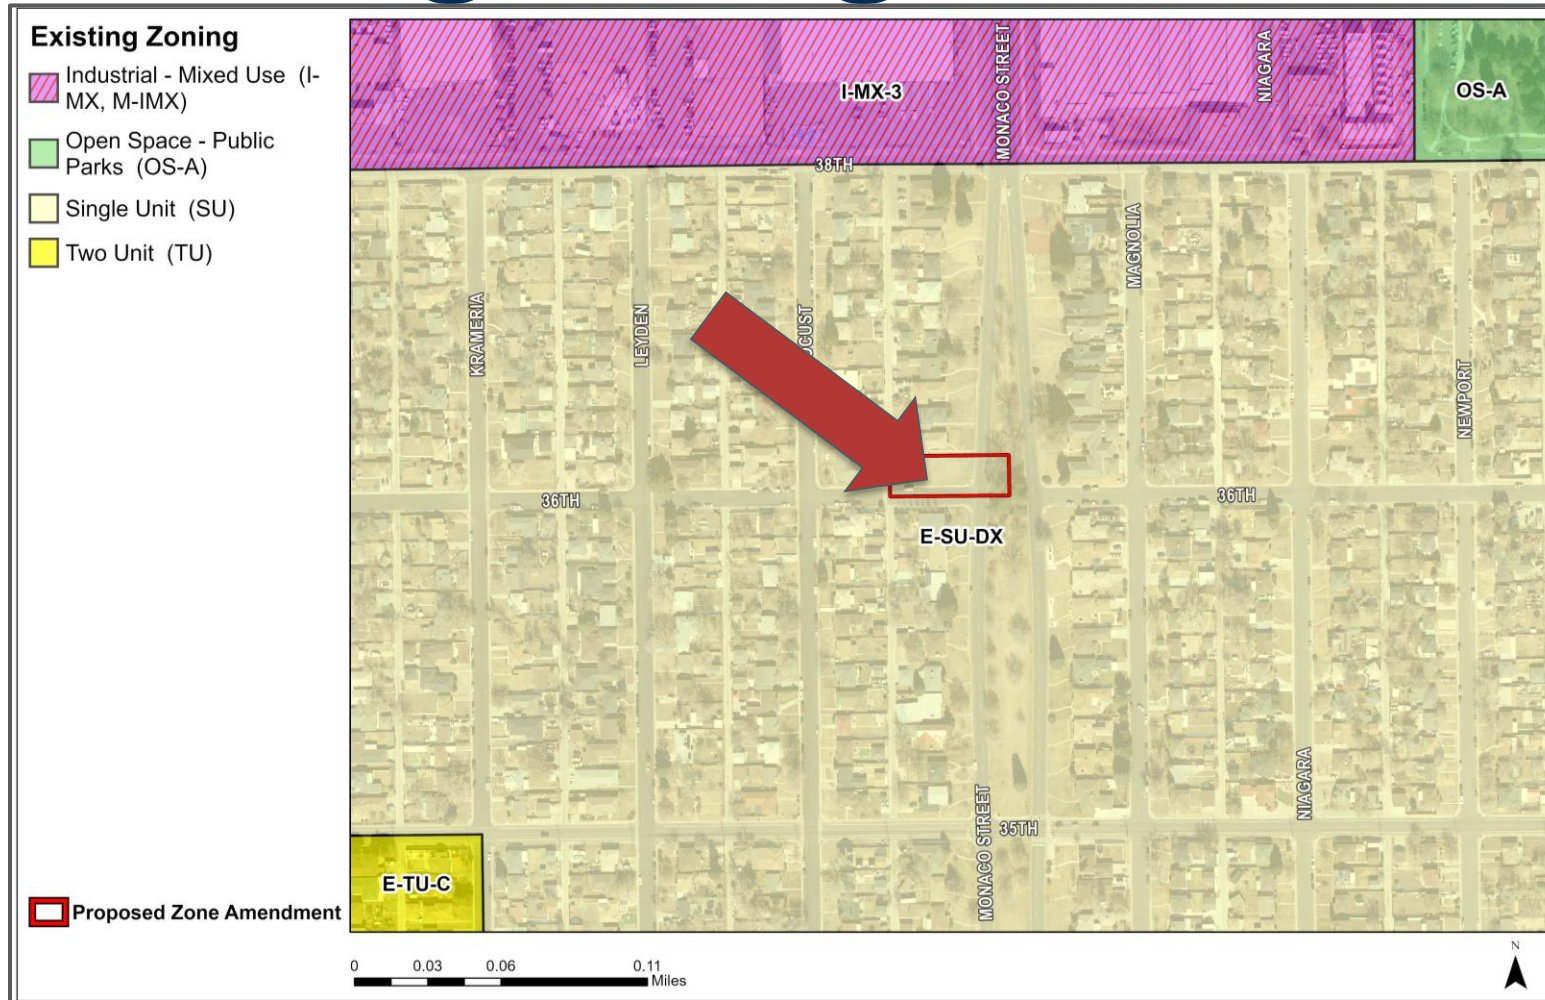 Existing Zoning
Industrial - Mixed Use (I-
MX, M-IMX)
Open Space - Public
Parks (OS-A)
Single Unit (SU)
Two Unit (TU)
Proposed Zone Amendment
I-MX-3
MONACO STREET
NIAGARA
OS-A
38TH
MAGNOLIA
KRAMERIA
LEYDEN
NEWPORT
36TH
36TH
E-SU-DX
NIAGARA
MONACO STREET
35TH
E-TU-C
0 0.03 0.06 0.11
Miles
N